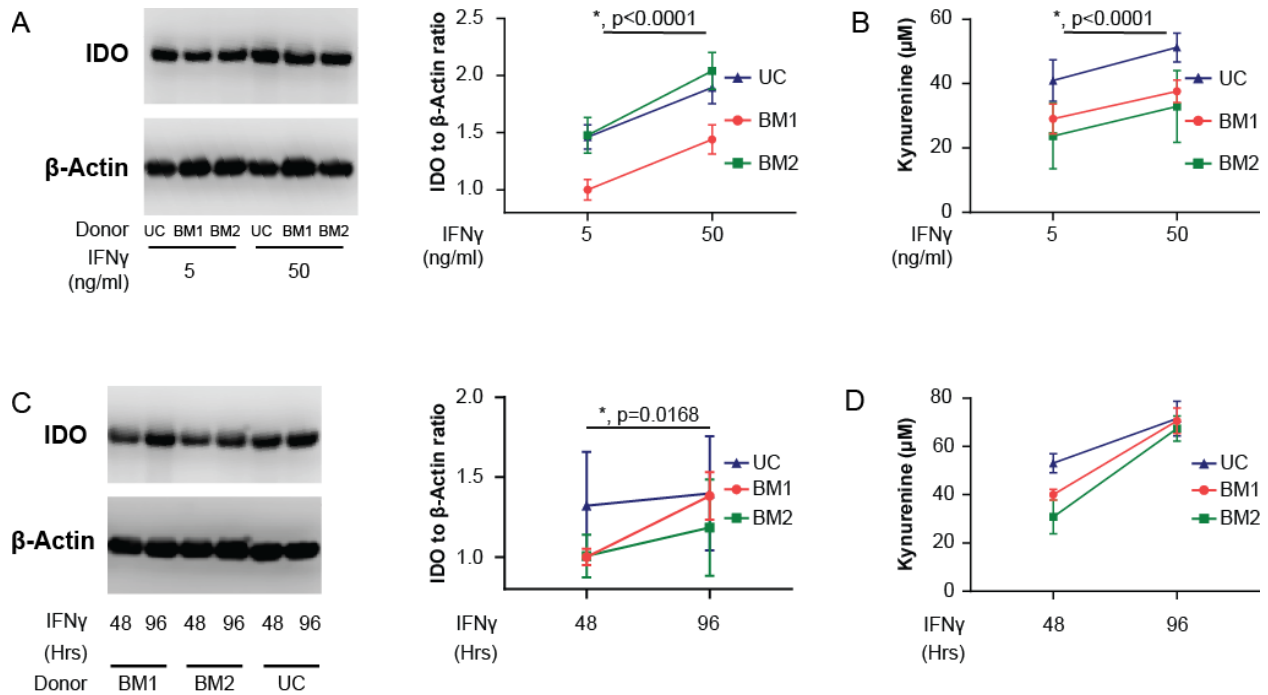 A
IDO
β-Actin
Donor UC BM1 BM2 UC BM1 BM2
IFNγ
(ng/ml)
5 50
IDO to β-Actin ratio
2.5
2.0
1.5
1.0
*, p<0.0001
UC
BM1
BM2
IFNγ
(ng/ml)
5 50
B
Kynurenine (μM)
60
40
20
0
*, p<0.0001
UC
BM1
BM2
IFNγ
(ng/ml)
5 50
C
IDO
β-Actin
IFNγ
(Hrs)
48 96 48 96 48 96
Donor BM1 BM2 UC
IDO to β-Actin ratio
2.0
1.5
1.0
*, p=0.0168
UC
BM1
BM2
IFNγ
(Hrs)
48 96
D
Kynurenine (μM)
80
60
40
20
0
UC
BM1
BM2
IFNγ
(Hrs)
48 96